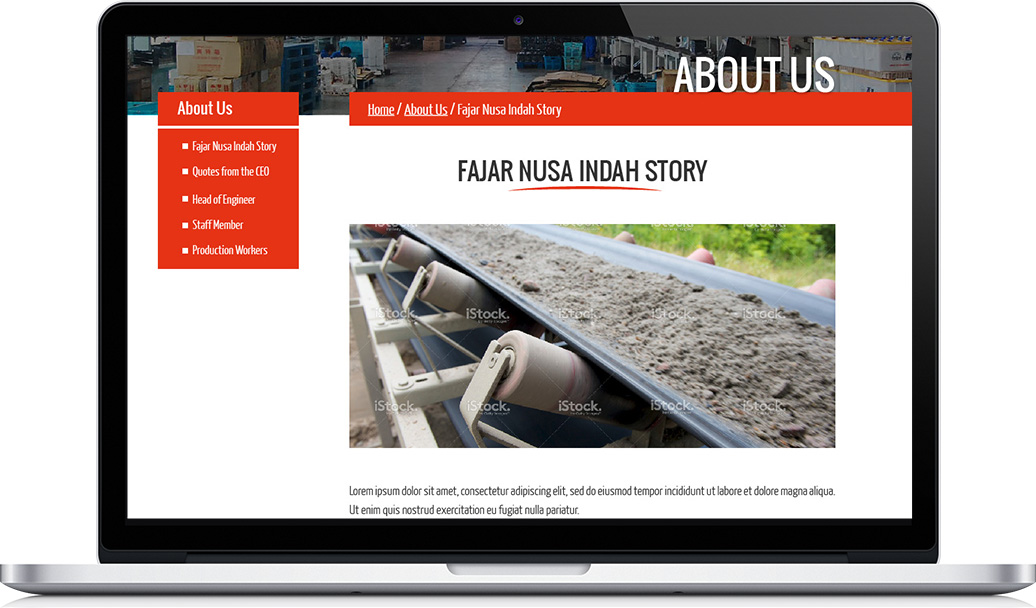 ABOUT US
About Us
Home / About Us / Fajar Nusa Indah Story
Fajar Nusa Indah Story
Quotes from the CEO
Head of Engineer
Staff Member
Production Workers
FAJAR NUSA INDAH STORY
iStock. iStock. iStock. iStock. iStock.
iStock. iStock. iStock. iStock. iStock.
Lorem ipsum dolor sit amet, consectetur adipiscing elit, sed do eiusmod tempor incididunt ut labore et dolore magna aliqua.
Ut enim quis nostrud exercitation eu fugiat nulla pariatur.